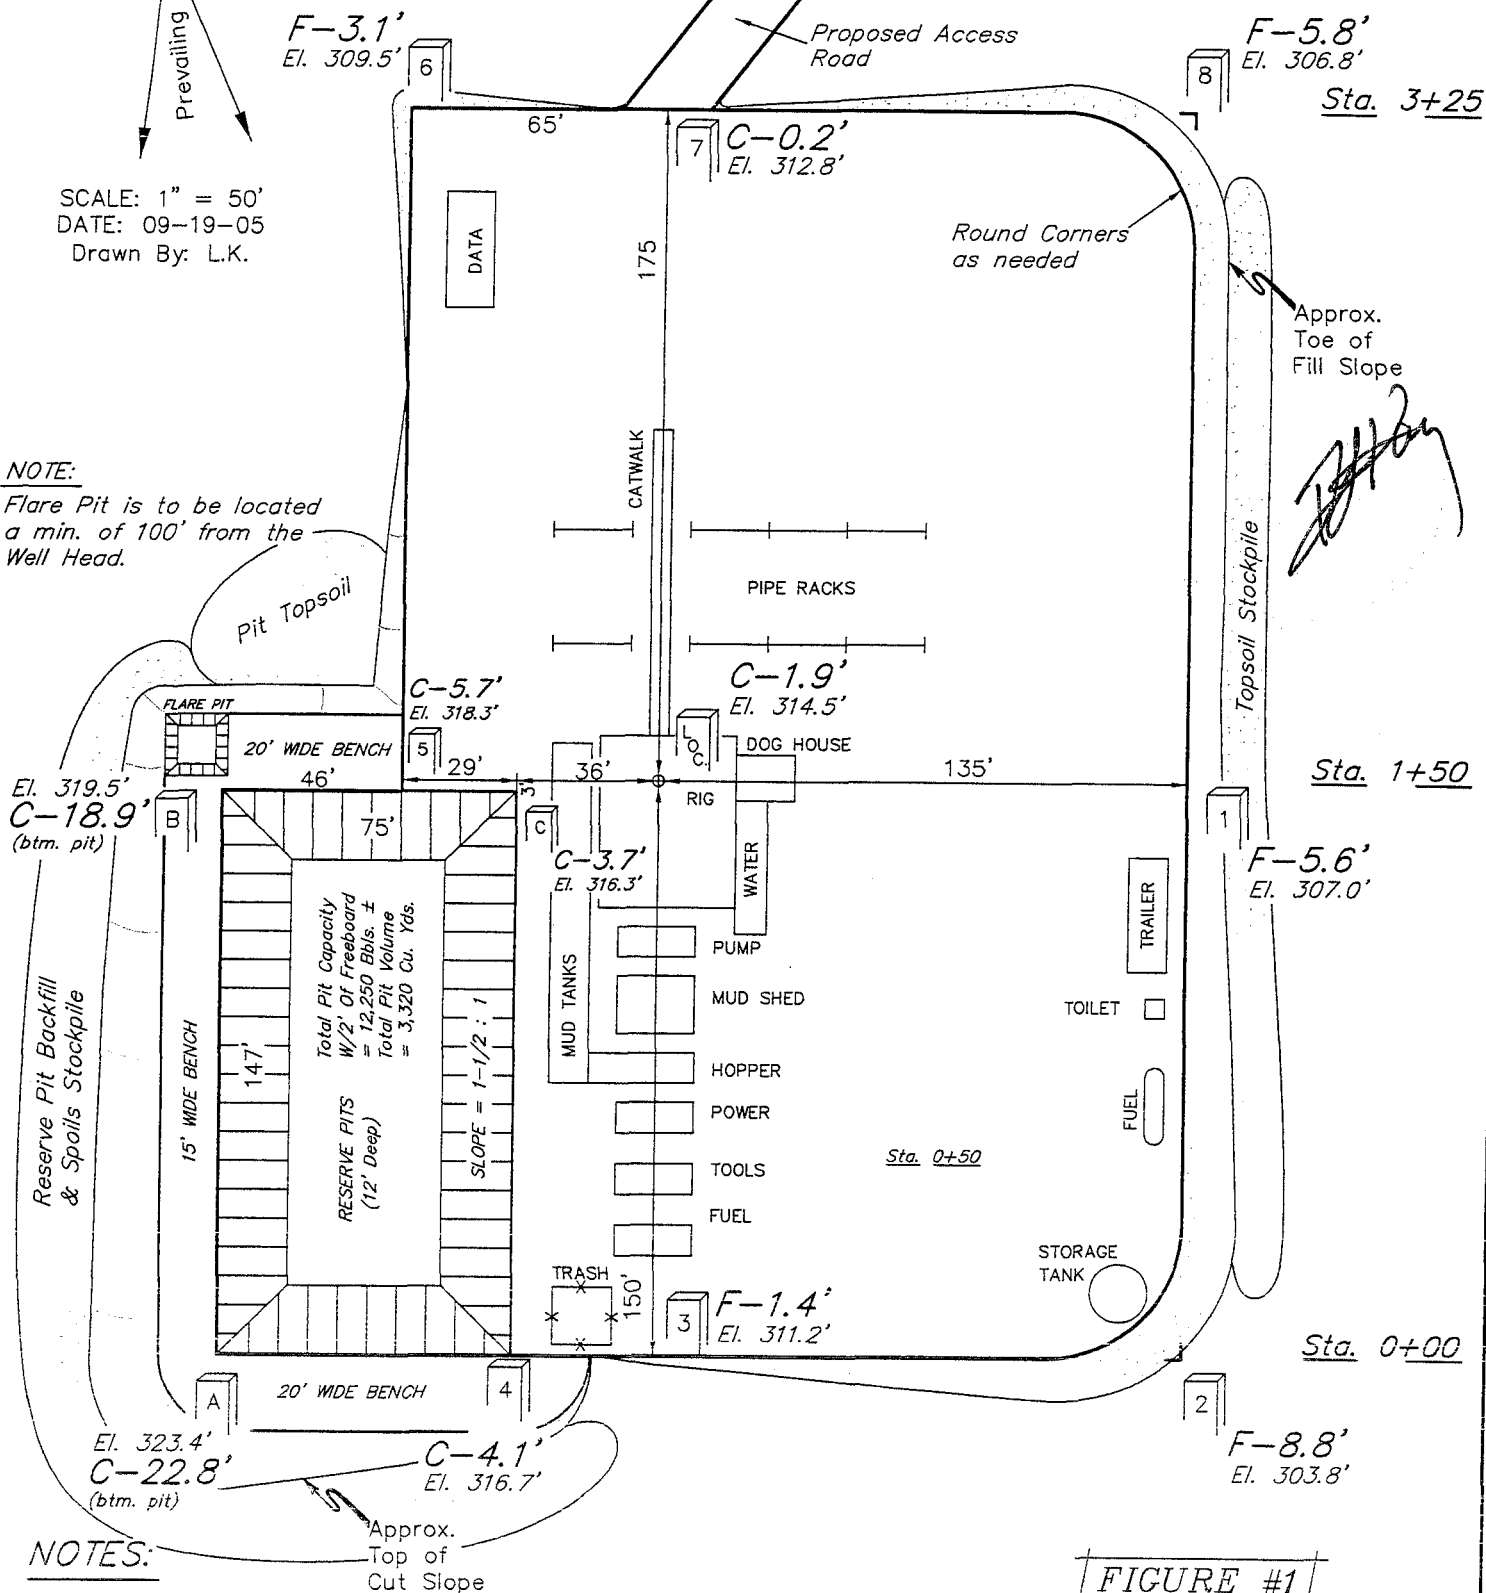 F-3.1'
El. 309.5'
6
Prevailing
Proposed Access
Road
F-5.8'
El. 306.8'
8
Sta. 3+25
65'
7
C-0.2'
El. 312.8'
SCALE: 1" = 50'
DATE: 09-19-05
Drawn By: L.K.
DATA
175
Round Corners
as needed
Approx.
Toe of
Fill Slope
NOTE:
Flare Pit is to be located
a min. of 100' from the
Well Head.
CATWALK
PIPE RACKS
Topsoil Stockpile
Pit Topsoil
C-5.7'
El. 318.3'
5
C-1.9'
El. 314.5'
LOC.
FLARE PIT
20' WIDE BENCH
46'
29'
36'
3'
DOG HOUSE
RIG
135'
Sta. 1+50
El. 319.5'
C-18.9'
(btm. pit)
B
75'
C
C-3.7'
El. 316.3'
WATER
1
F-5.6'
El. 307.0'
TRAILER
Total Pit Capacity
W/2' Of Freeboard
= 12,250 Bbls. ±
Total Pit Volume
= 3,320 Cu. Yds.
RESERVE PITS
(12' Deep)
SLOPE = 1-1/2 : 1
147'
15' WIDE BENCH
Reserve Pit Backfill
& Spoils Stockpile
MUD TANKS
PUMP
MUD SHED
HOPPER
POWER
TOOLS
FUEL
TOILET
FUEL
Sta. 0+50
STORAGE
TANK
TRASH
150'
3
F-1.4'
El. 311.2'
Sta. 0+00
A
20' WIDE BENCH
4
2
El. 323.4'
C-22.8'
(btm. pit)
C-4.1'
El. 316.7'
F-8.8'
El. 303.8'
Approx.
Top of
Cut Slope
NOTES:
FIGURE #1